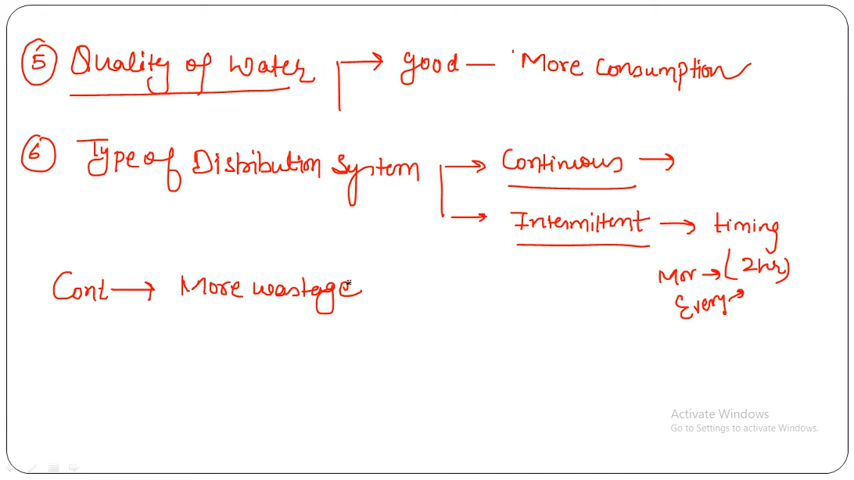 ⑤ Quality of Water → good — More consumption
⑥ Type of Distribution System → Continuous →
→ Intermittent → timing
Mor → (2hr)
Cont → More wastage
Every →
Activate Windows
Go to Settings to activate Windows.